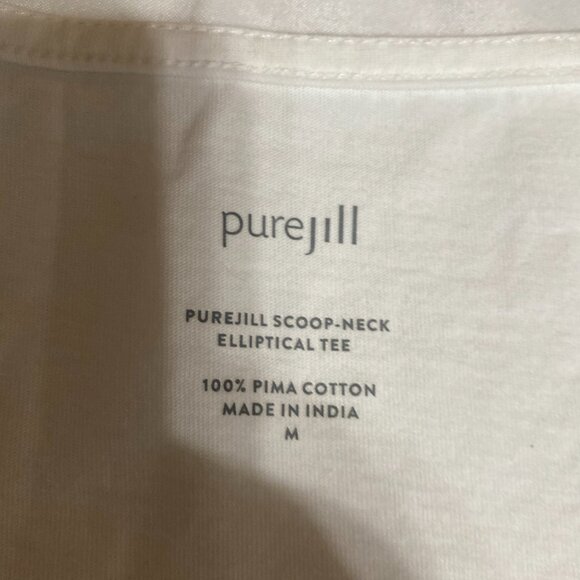 purejill
PUREJILL SCOOP-NECK
ELLIPTICAL TEE
100% PIMA COTTON
MADE IN INDIA
M